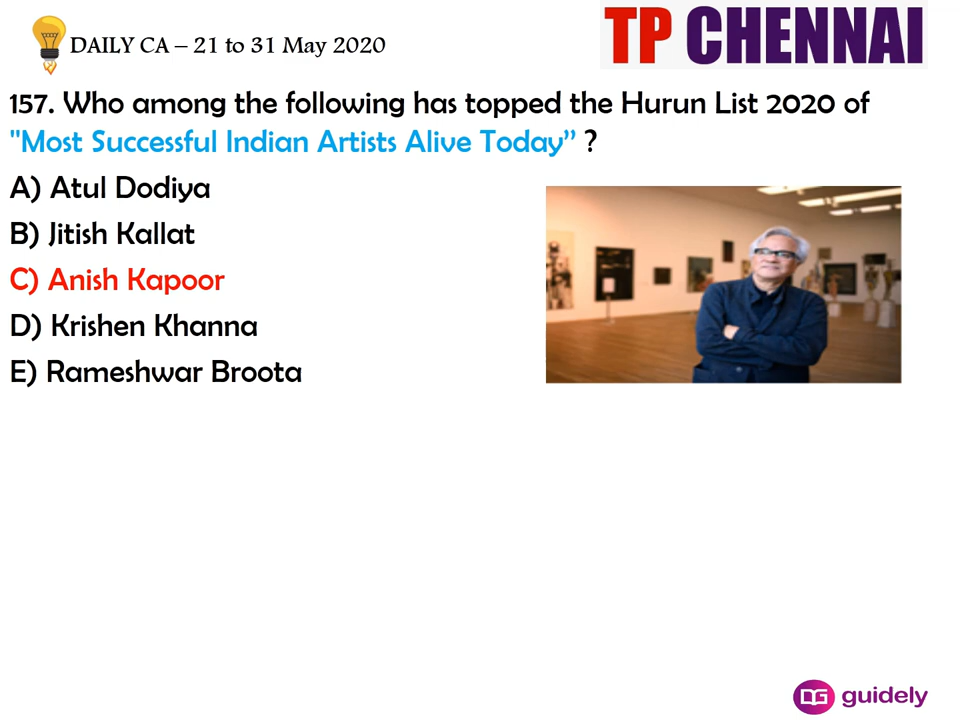 DAILY CA – 21 to 31 May 2020
TP CHENNAI
157. Who among the following has topped the Hurun List 2020 of
"Most Successful Indian Artists Alive Today” ?
A) Atul Dodiya
B) Jitish Kallat
C) Anish Kapoor
D) Krishen Khanna
E) Rameshwar Broota
DG guidely